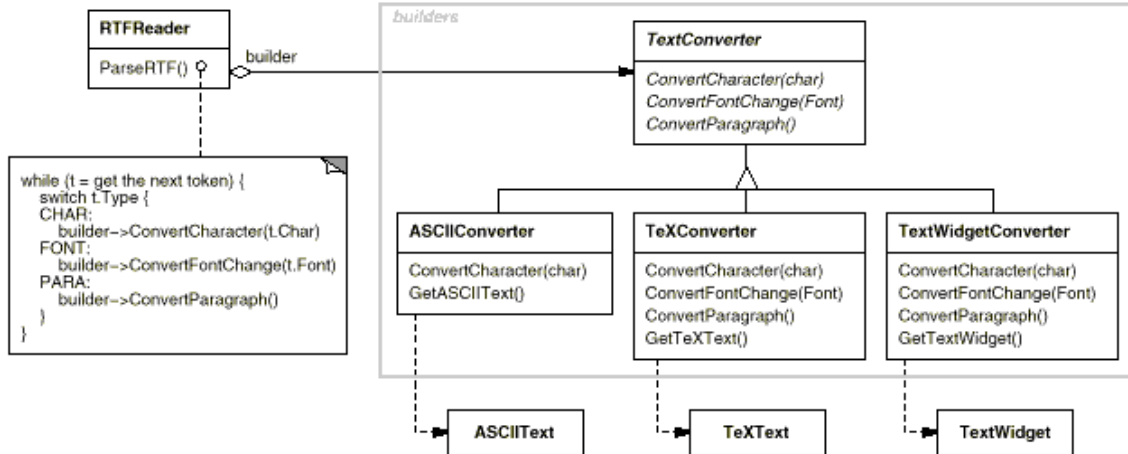 builders
RTFReader
ParseRTF()
builder
TextConverter
ConvertCharacter(char)
ConvertFontChange(Font)
ConvertParagraph()
while (t = get the next token) {
switch t.Type {
CHAR:
builder->ConvertCharacter(t.Char)
FONT:
builder->ConvertFontChange(t.Font)
PARA:
builder->ConvertParagraph()
}
}
ASCIIConverter
ConvertCharacter(char)
GetASCIIText()
TeXConverter
ConvertCharacter(char)
ConvertFontChange(Font)
ConvertParagraph()
GetTeXText()
TextWidgetConverter
ConvertCharacter(char)
ConvertFontChange(Font)
ConvertParagraph()
GetTextWidget()
ASCIIText
TeXText
TextWidget